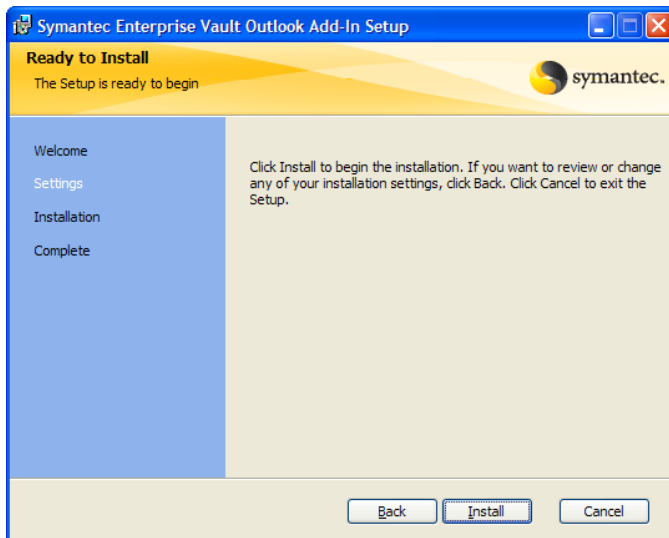 Symantec Enterprise Vault Outlook Add-In Setup
Ready to Install
The Setup is ready to begin
symantec.
Welcome
Settings
Installation
Complete
Click Install to begin the installation. If you want to review or change
any of your installation settings, click Back. Click Cancel to exit the
Setup.
Back
Install
Cancel